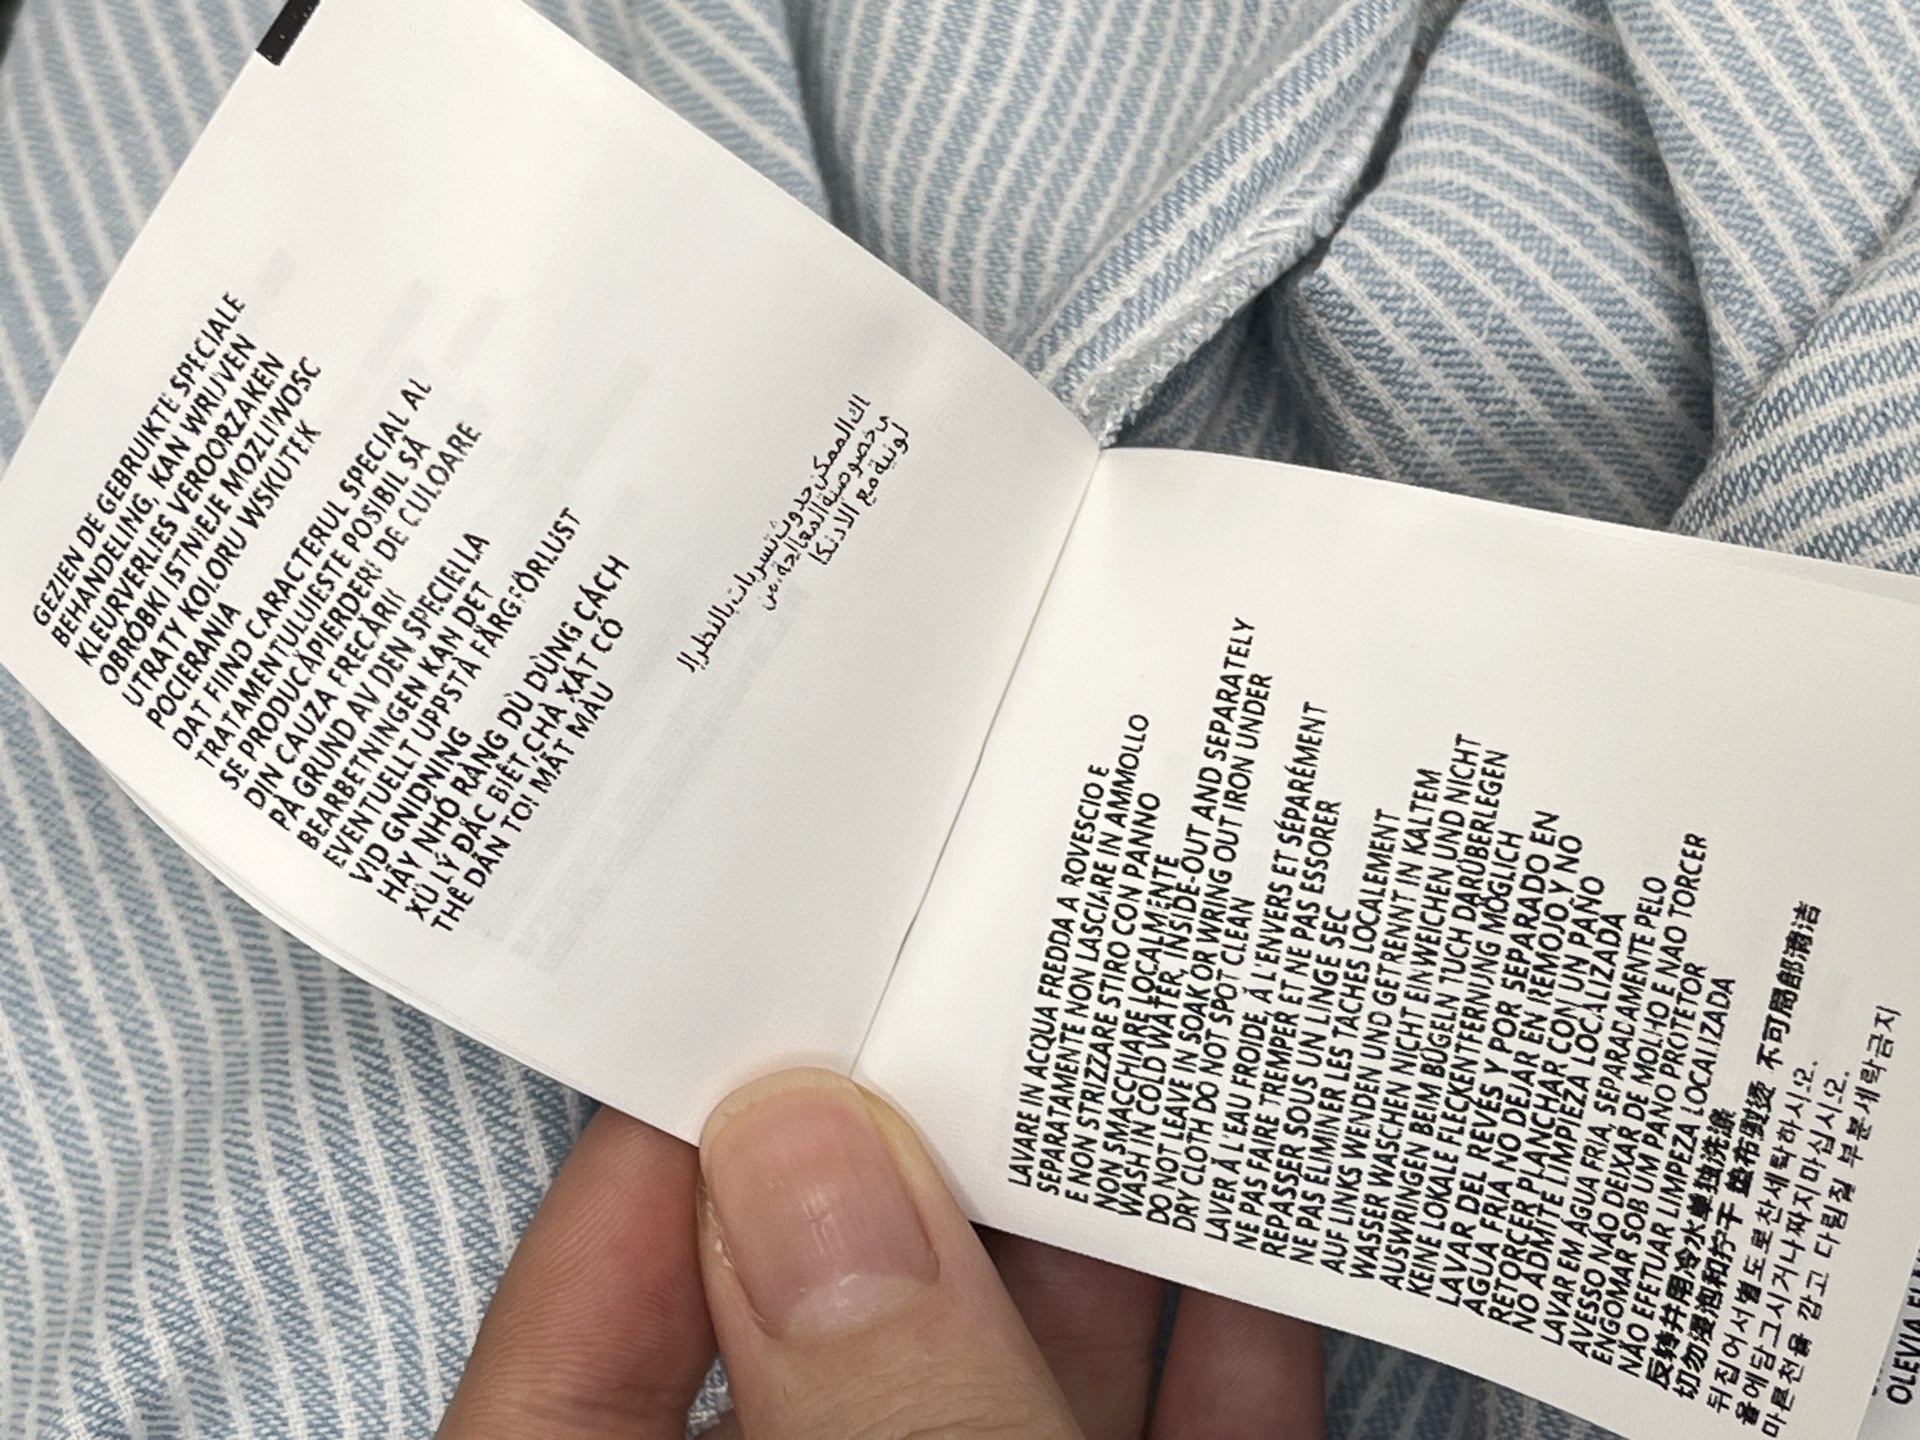 GEZIEN DE GEBRUIKTE SPECIALE
BEHANDELING, KAN WRIJVEN
KLEURVERLIES VEROORZAKEN
OBRÓBKI ISTNIEJE MOZLIWOSC
UTRATY KOLORU WSKUTEK
POCIERANIA
DAT FIIND CARACTERUL SPECIAL AL
TRATAMENTULUIESTE POSIBIL SĂ
SE PRODUCĂPIERDERI DE CULOARE
DIN CAUZA FRECĂRII
PÅ GRUND AV DEN SPECIELLA
BEARBETNINGEN KAN DET
EVENTUELLT UPPSTÅ FÄRGFÖRLUST
VID GNIDNING
HÃY NHỚ RẰNG DÙ DÙNG CÁCH
XỬ LÝ ĐẶC BIỆT,CHÀ XÁT CÓ
THỂ DẪN TỚI MẤT MÀU
LAVARE IN ACQUA FREDDA A ROVESCIO E
SEPARATAMENTE NON LASCIARE IN AMMOLLO
E NON STRIZZARE STIRO CON PANNO
NON SMACCHIARE LOCALMENTE
WASH IN COLD WATER, INSIDE-OUT AND SEPARATELY
DO NOT LEAVE IN SOAK OR WRING OUT IRON UNDER
DRY CLOTH DO NOT SPOT CLEAN
LAVER À L'EAU FROIDE, À L'ENVERS ET SÉPARÉMENT
NE PAS FAIRE TREMPER ET NE PAS ESSORER
REPASSER SOUS UN LINGE SEC
NE PAS ÉLIMINER LES TACHES LOCALEMENT
AUF LINKS WENDEN UND GETRENNT IN KALTEM
WASSER WASCHEN NICHT EINWEICHEN UND NICHT
AUSWRINGEN BEIM BÜGELN TUCH DARÜBERLEGEN
KEINE LOKALE FLECKENTFERNUNG MÖGLICH
LAVAR DEL REVÉS Y POR SEPARADO EN
AGUA FRIA NO DEJAR EN REMOJO Y NO
RETORCER PLANCHAR CON UN PAÑO
NO ADMITE LIMPIEZA LOCALIZADA
LAVAR EM ÁGUA FRIA, SEPARADAMENTE PELO
AVESSO NÃO DEIXAR DE MOLHO E NAO TORCER
ENGOMAR SOB UM PANO PROTETOR
NÃO EFETUAR LIMPEZA LOCALIZADA
反转并用冷水单独洗涤
切勿浸泡和拧干 垫布熨烫 不可局部清洁
뒤집어서 별도로 찬세탁하시오.
물에 담그시거나 짜지 마십시오.
마른천을 깔고 다림질 부분세탁금지
OLEVIA